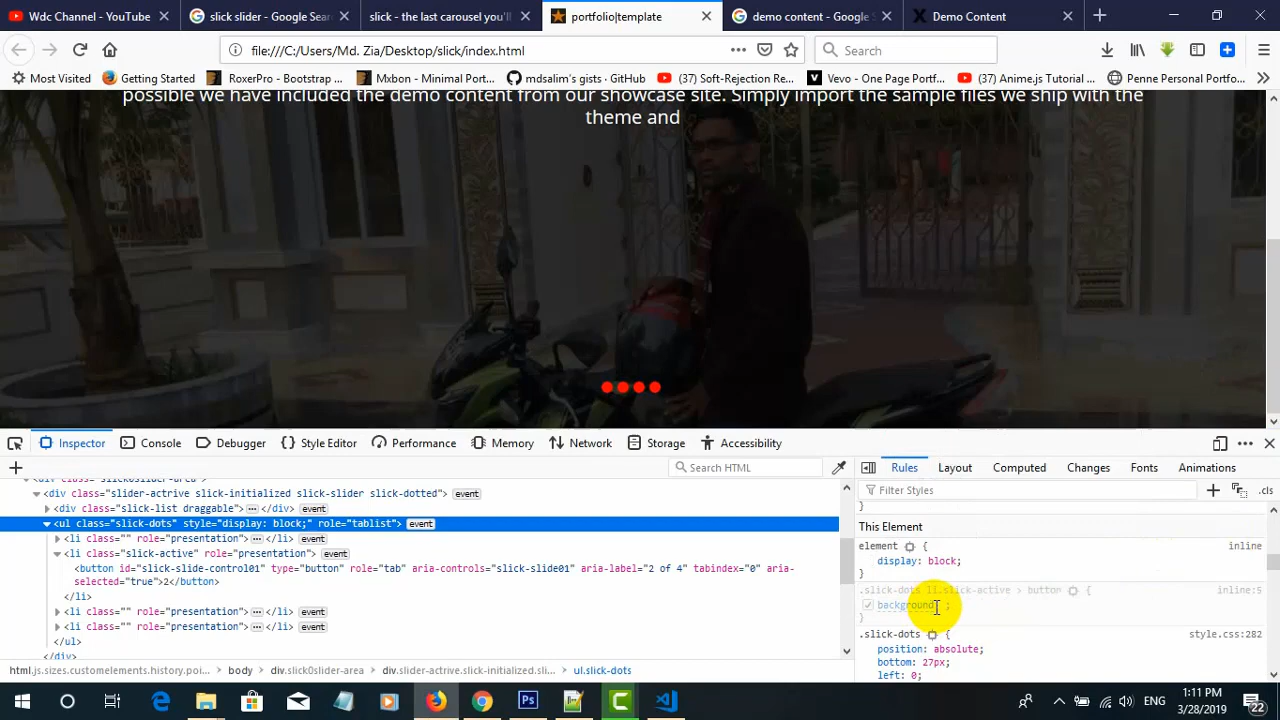 Wdc Channel - YouTube
slick slider - Google Sear
slick - the last carousel you'll
portfolio|template
demo content - Google S
Demo Content
file:///C:/Users/Md. Zia/Desktop/slick/index.html
Search
Most Visited
Getting Started
RoxerPro - Bootstrap ...
Mxbon - Minimal Port...
mdsalim's gists · GitHub
(37) Soft-Rejection Re...
Vevo - One Page Portf...
(37) Anime.js Tutorial ...
Penne Personal Portfo...
possible we have included the demo content from our showcase site. Simply import the sample files we ship with the
theme and
Inspector
Console
Debugger
Style Editor
Performance
Memory
Network
Storage
Accessibility
Search HTML
Rules
Layout
Computed
Changes
Fonts
Animations
Filter Styles
.cls
<div class="slick0slider-area">
<div class="slider-actrive slick-initialized slick-slider slick-dotted"> event
<div class="slick-list draggable"> </div> event
<ul class="slick-dots" style="display: block;" role="tablist"> event
<li class="" role="presentation"> </li> event
<li class="slick-active" role="presentation"> event
<button id="slick-slide-control01" type="button" role="tab" aria-controls="slick-slide01" aria-label="2 of 4" tabindex="0" aria-
selected="true">2</button>
</li>
<li class="" role="presentation"> </li> event
<li class="" role="presentation"> </li> event
</ul>
</div>
}
This Element
element {
inline
display: block;
}
.slick-dots li.slick-active > button {
inline:5
background ;
}
.slick-dots {
style.css:282
position: absolute;
bottom: 27px;
left: 0;
html.js.sizes.customelements.history.poi...
body
div.slick0slider-area
div.slider-actrive.slick-initialized.sli...
ul.slick-dots
ENG
1:11 PM
3/28/2019
22